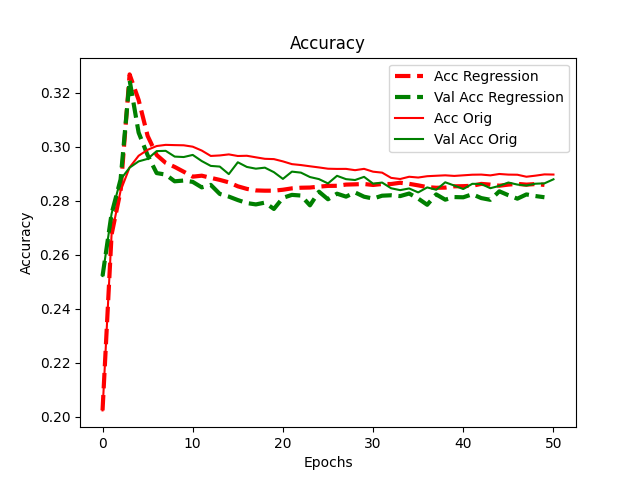 Accuracy
Acc Regression
Val Acc Regression
Acc Orig
Val Acc Orig
0.32
0.30
0.28
0.26
0.24
0.22
0.20
Accuracy
0 10 20 30 40 50
Epochs